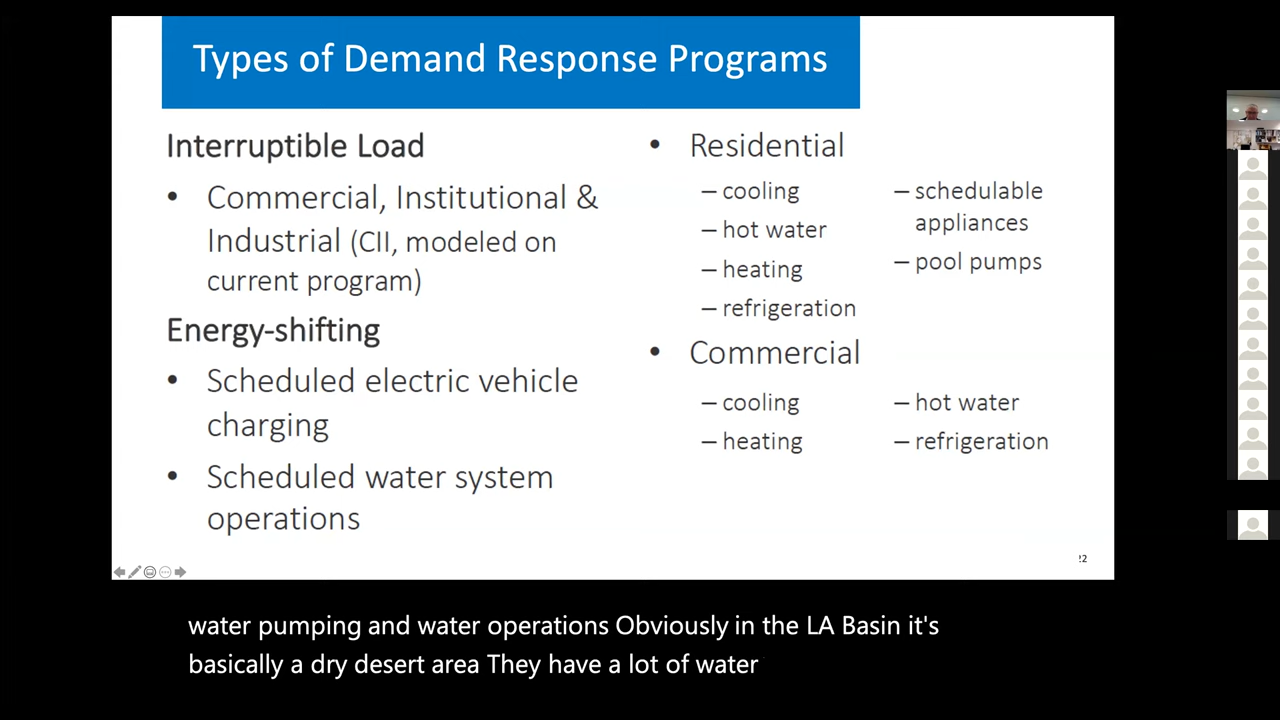 Types of Demand Response Programs
Interruptible Load
• Commercial, Institutional &
Industrial (CII, modeled on
current program)
Energy-shifting
• Scheduled electric vehicle
charging
• Scheduled water system
operations
• Residential
– cooling
– hot water
– heating
– refrigeration
– schedulable
appliances
– pool pumps
• Commercial
– cooling
– heating
– hot water
– refrigeration
22
water pumping and water operations Obviously in the LA Basin it's
basically a dry desert area They have a lot of water